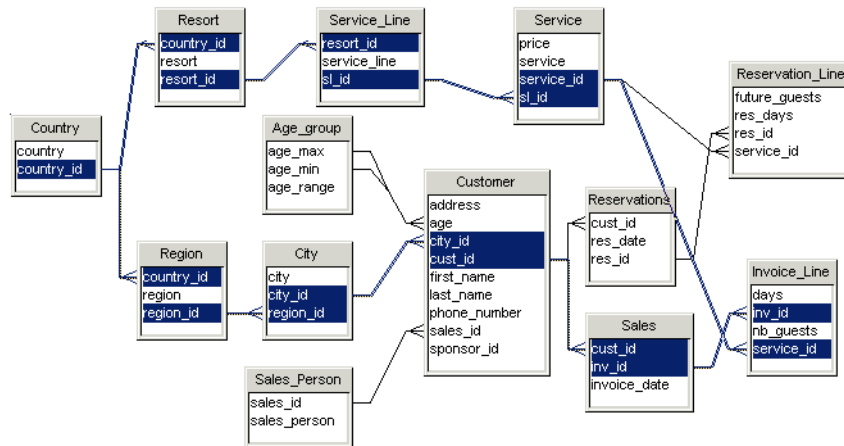 Resort
country_id
resort
resort_id
Service_Line
resort_id
service_line
sl_id
Service
price
service
service_id
sl_id
Reservation_Line
future_guests
res_days
res_id
service_id
Country
country
country_id
Age_group
age_max
age_min
age_range
Customer
address
age
city_id
cust_id
first_name
last_name
phone_number
sales_id
sponsor_id
Reservations
cust_id
res_date
res_id
Region
country_id
region
region_id
City
city
city_id
region_id
Invoice_Line
days
inv_id
nb_guests
service_id
Sales
cust_id
inv_id
invoice_date
Sales_Person
sales_id
sales_person